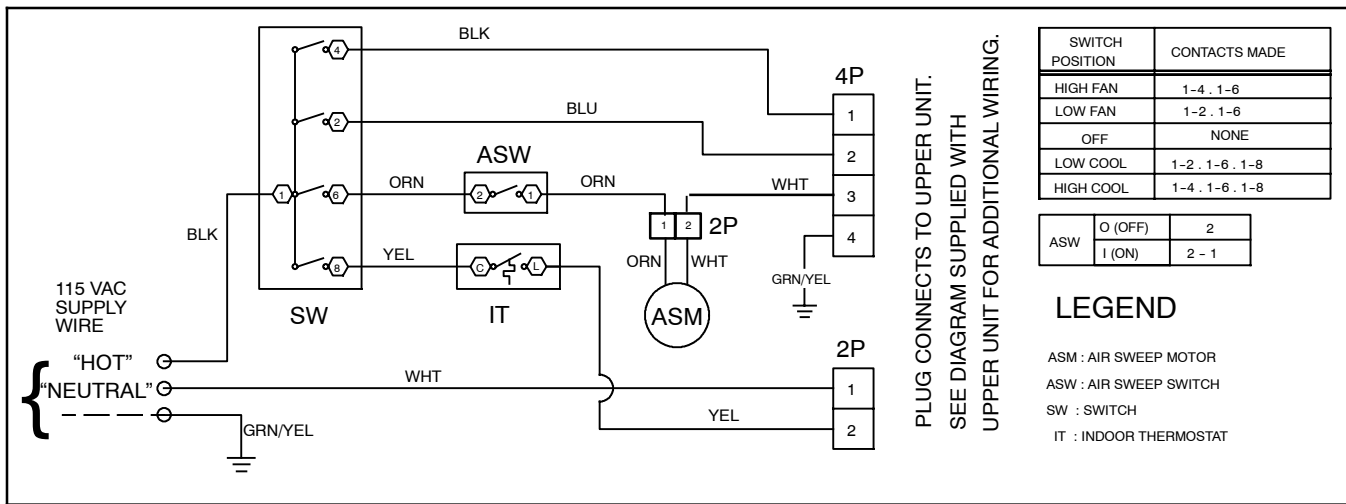 BLK
4
BLU
2
ASW
ORN
2
1
ORN
1
6
BLK
YEL
C
L
8
SW
IT
115 VAC
SUPPLY
WIRE
“HOT”
“NEUTRAL”
GRN/YEL
WHT
YEL
4P
1
2
3
4
WHT
1
2
2P
ORN
WHT
ASM
GRN/YEL
2P
1
2
PLUG CONNECTS TO UPPER UNIT.
SEE DIAGRAM SUPPLIED WITH
UPPER UNIT FOR ADDITIONAL WIRING.
SWITCH
POSITION
CONTACTS MADE
HIGH FAN 1-4 . 1-6
LOW FAN 1-2 . 1-6
OFF NONE
LOW COOL 1-2 . 1-6 . 1-8
HIGH COOL 1-4 . 1-6 . 1-8
ASW
O (OFF) 2
I (ON) 2 - 1
LEGEND
ASM : AIR SWEEP MOTOR
ASW : AIR SWEEP SWITCH
SW : SWITCH
IT : INDOOR THERMOSTAT